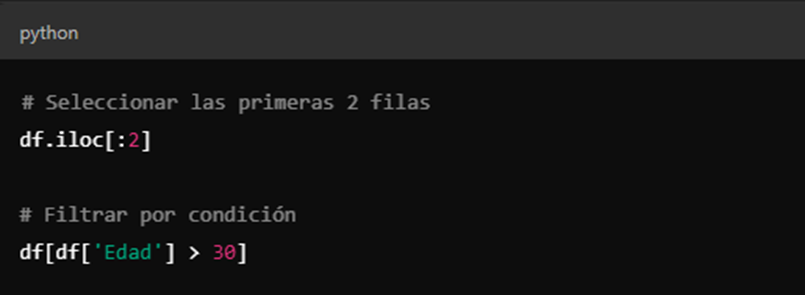 python
# Seleccionar las primeras 2 filas
df.iloc[:2]
# Filtrar por condición
df[df['Edad'] > 30]